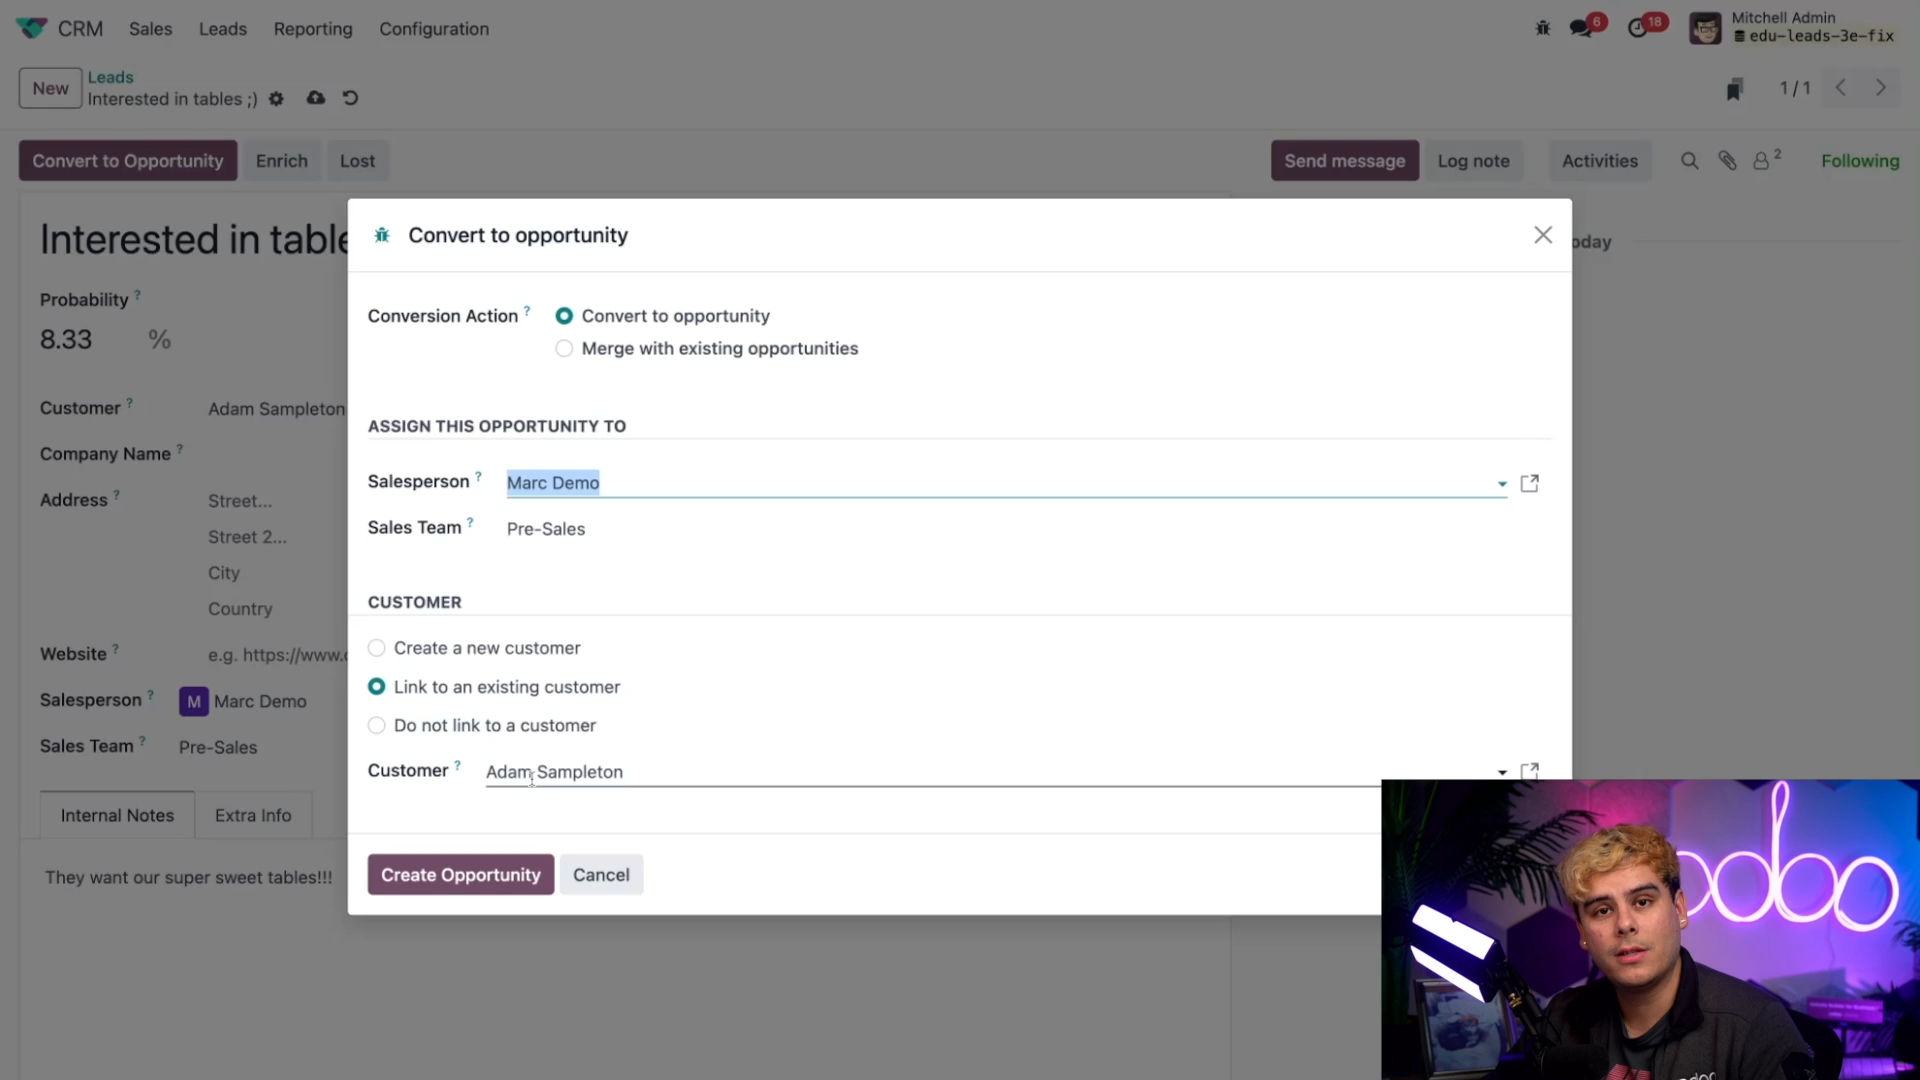 CRM Sales Leads Reporting Configuration 6 18 Mitchell Admin
edu-leads-3e-fix
New Leads
Interested in tables ;) 1 / 1
Convert to Opportunity Enrich Lost Send message Log note Activities 2 Following
Interested in table
oday
Convert to opportunity
Probability ?
8.33 %
Conversion Action ? Convert to opportunity
Merge with existing opportunities
Customer ? Adam Sampleton
ASSIGN THIS OPPORTUNITY TO
Company Name ?
Salesperson ? Marc Demo
Address ? Street...
Sales Team ? Pre-Sales
Street 2...
City
Country
CUSTOMER
Create a new customer
Website ? e.g. https://www.
Link to an existing customer
Salesperson ? M Marc Demo
Do not link to a customer
Sales Team ? Pre-Sales
Customer ? Adam Sampleton
Internal Notes Extra Info
They want our super sweet tables!!!
Create Opportunity Cancel
odoo